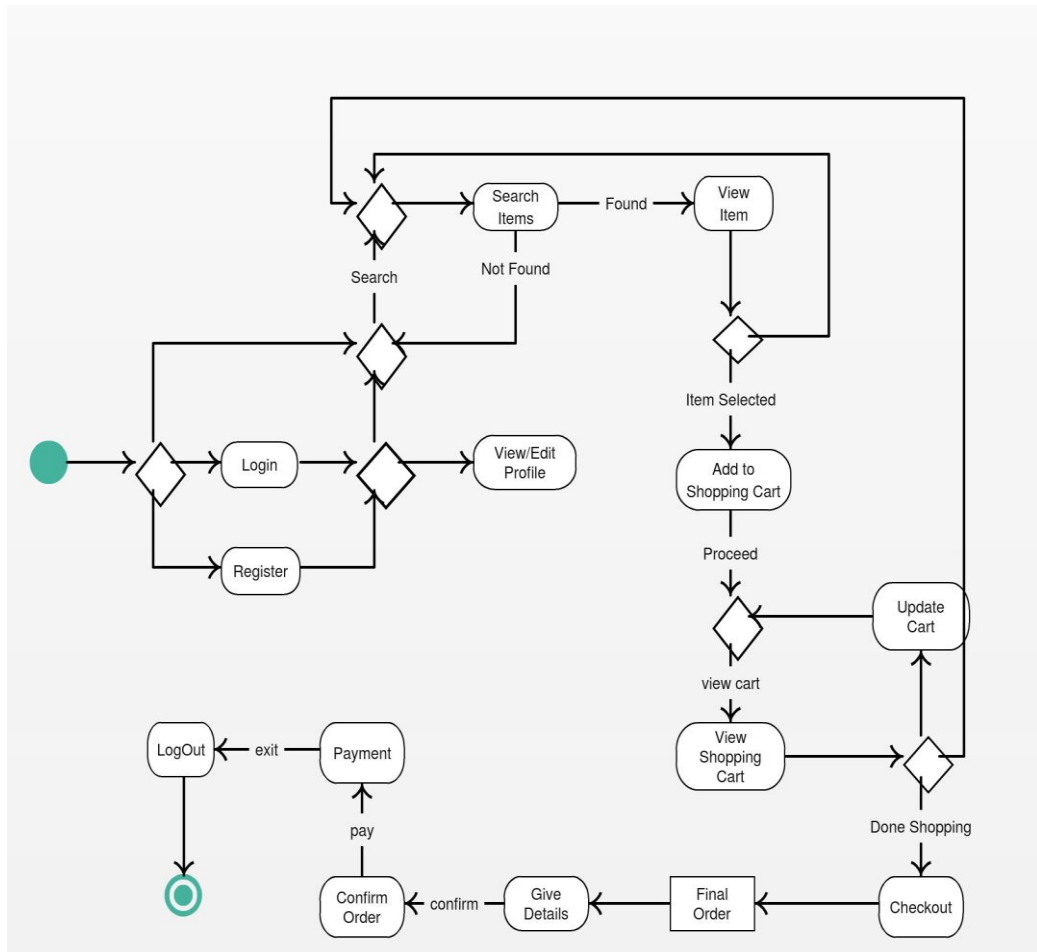 Search
Items
Found
View
Item
Not Found
Search
Item Selected
Login
View/Edit
Profile
Add to
Shopping Cart
Register
Proceed
Update
Cart
view cart
LogOut
exit
Payment
View
Shopping
Cart
pay
Done Shopping
Confirm
Order
confirm
Give
Details
Final
Order
Checkout